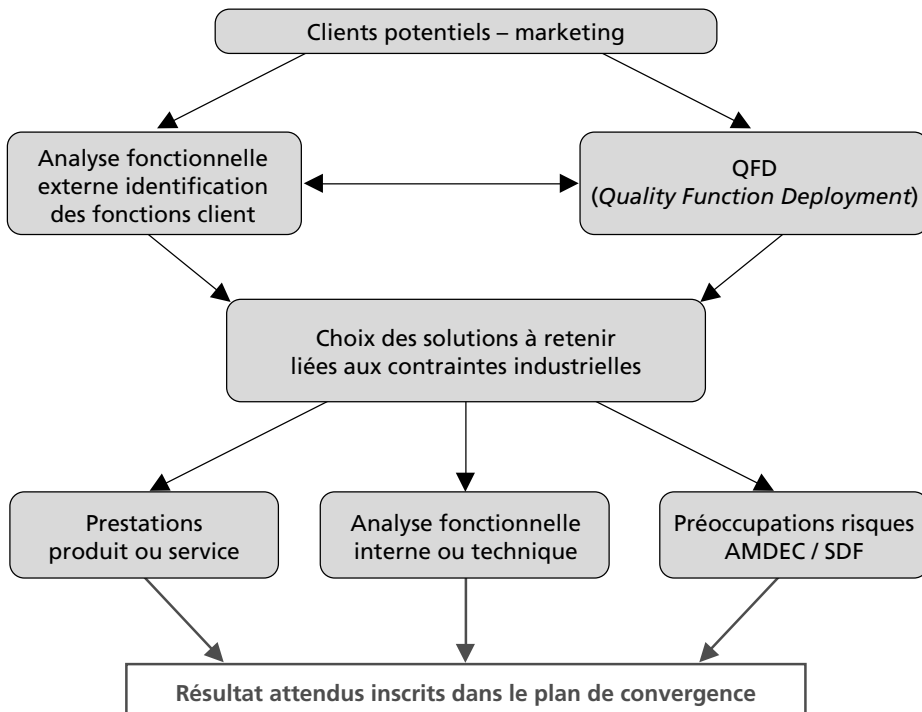 Clients potentiels – marketing
Analyse fonctionnelle
externe identification
des fonctions client
QFD
(Quality Function Deployment)
Choix des solutions à retenir
liées aux contraintes industrielles
Prestations
produit ou service
Analyse fonctionnelle
interne ou technique
Préoccupations risques
AMDEC / SDF
Résultat attendus inscrits dans le plan de convergence